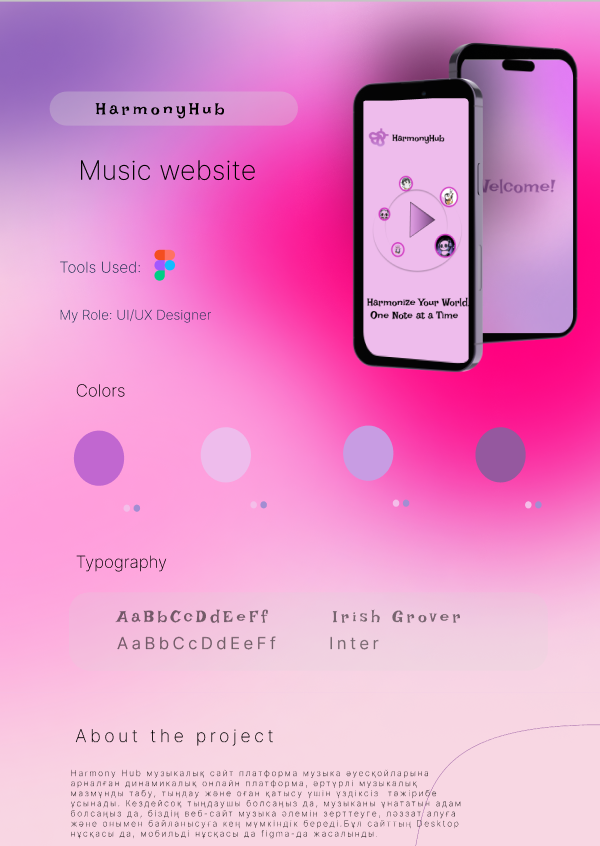 HarmonyHub
Music website
HarmonyHub
Welcome!
Harmonize Your World,
One Note at a Time
Tools Used:
My Role: UI/UX Designer
Colors
Typography
AaBbCcDdEeFf Irish Grover
AaBbCcDdEeFf Inter
About the project
Harmony Hub музыкалық сайт платформа музыка әуесқойларына
арналған динамикалық онлайн платформа, әртүрлі музыкалық
мазмұнды табу, тыңдау және оған қатысу үшін үздіксіз тәжірибе
ұсынады. Кездейсоқ тыңдаушы болсаңыз да, музыканы ұнататын адам
болсаңыз да, біздің веб-сайт музыка әлемін зерттеуге, ләззат алуға
және онымен байланысуға кең мүмкіндік береді.Бұл сайттың Desktop
нұсқасы да, мобильді нұсқасы да figma-да жасалынды.